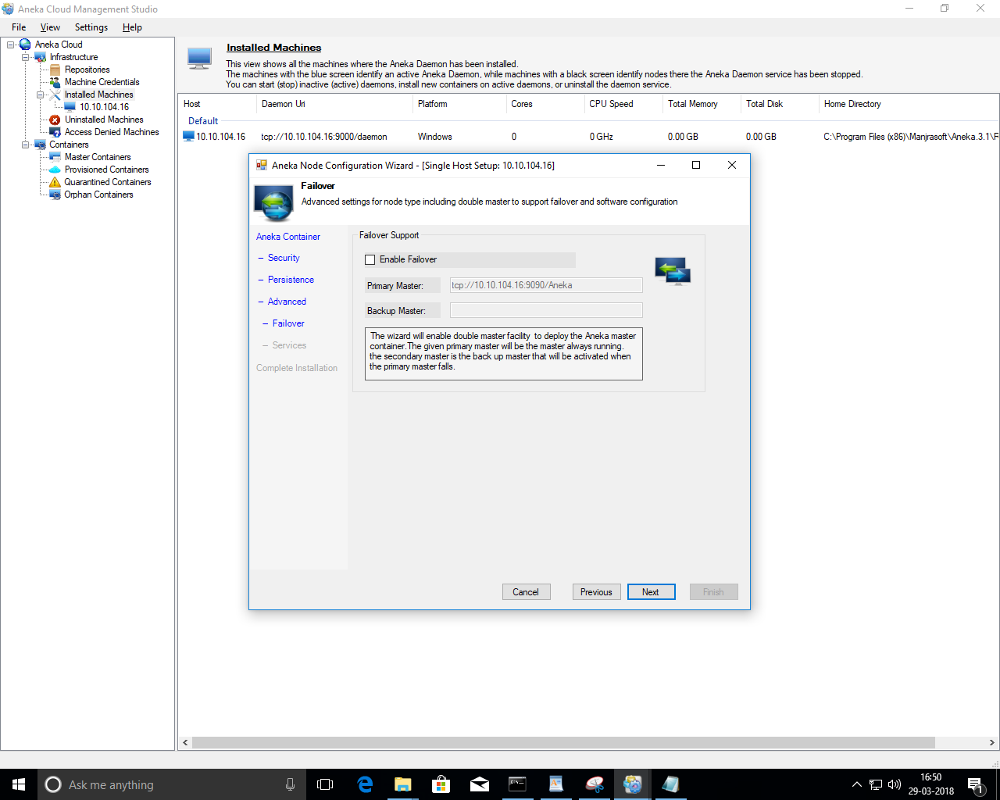 Aneka Cloud Management Studio
File View Settings Help
Aneka Cloud
Infrastructure
Repositories
Machine Credentials
Installed Machines
10.10.104.16
Uninstalled Machines
Access Denied Machines
Containers
Master Containers
Provisioned Containers
Quarantined Containers
Orphan Containers
Installed Machines
This view shows all the machines where the Aneka Daemon has been installed.
The machines with the blue screen identify an active Aneka Daemon, while machines with a black screen identify nodes there the Aneka Daemon service has been stopped.
You can start (stop) inactive (active) daemons, install new containers on active daemons, or uninstall the daemon service.
Host Daemon Uri Platform Cores CPU Speed Total Memory Total Disk Home Directory
Default
10.10.104.16 tcp://10.10.104.16:9000/daemon Windows 0 0 GHz 0.00 GB 0.00 GB C:\Program Files (x86)\Manjrasoft\Aneka.3.1\R
Aneka Node Configuration Wizard - [Single Host Setup: 10.10.104.16]
Failover
Advanced settings for node type including double master to support failover and software configuration
Aneka Container
– Security
– Persistence
– Advanced
– Failover
– Services
Complete Installation
Failover Support
Enable Failover
Primary Master: tcp://10.10.104.16:9090/Aneka
Backup Master:
The wizard will enable double master facility to deploy the Aneka master
container.The given primary master will be the master always running.
the secondary master is the back up master that will be activated when
the primary master falls.
Cancel Previous Next Finish
Ask me anything
16:50
29-03-2018
1